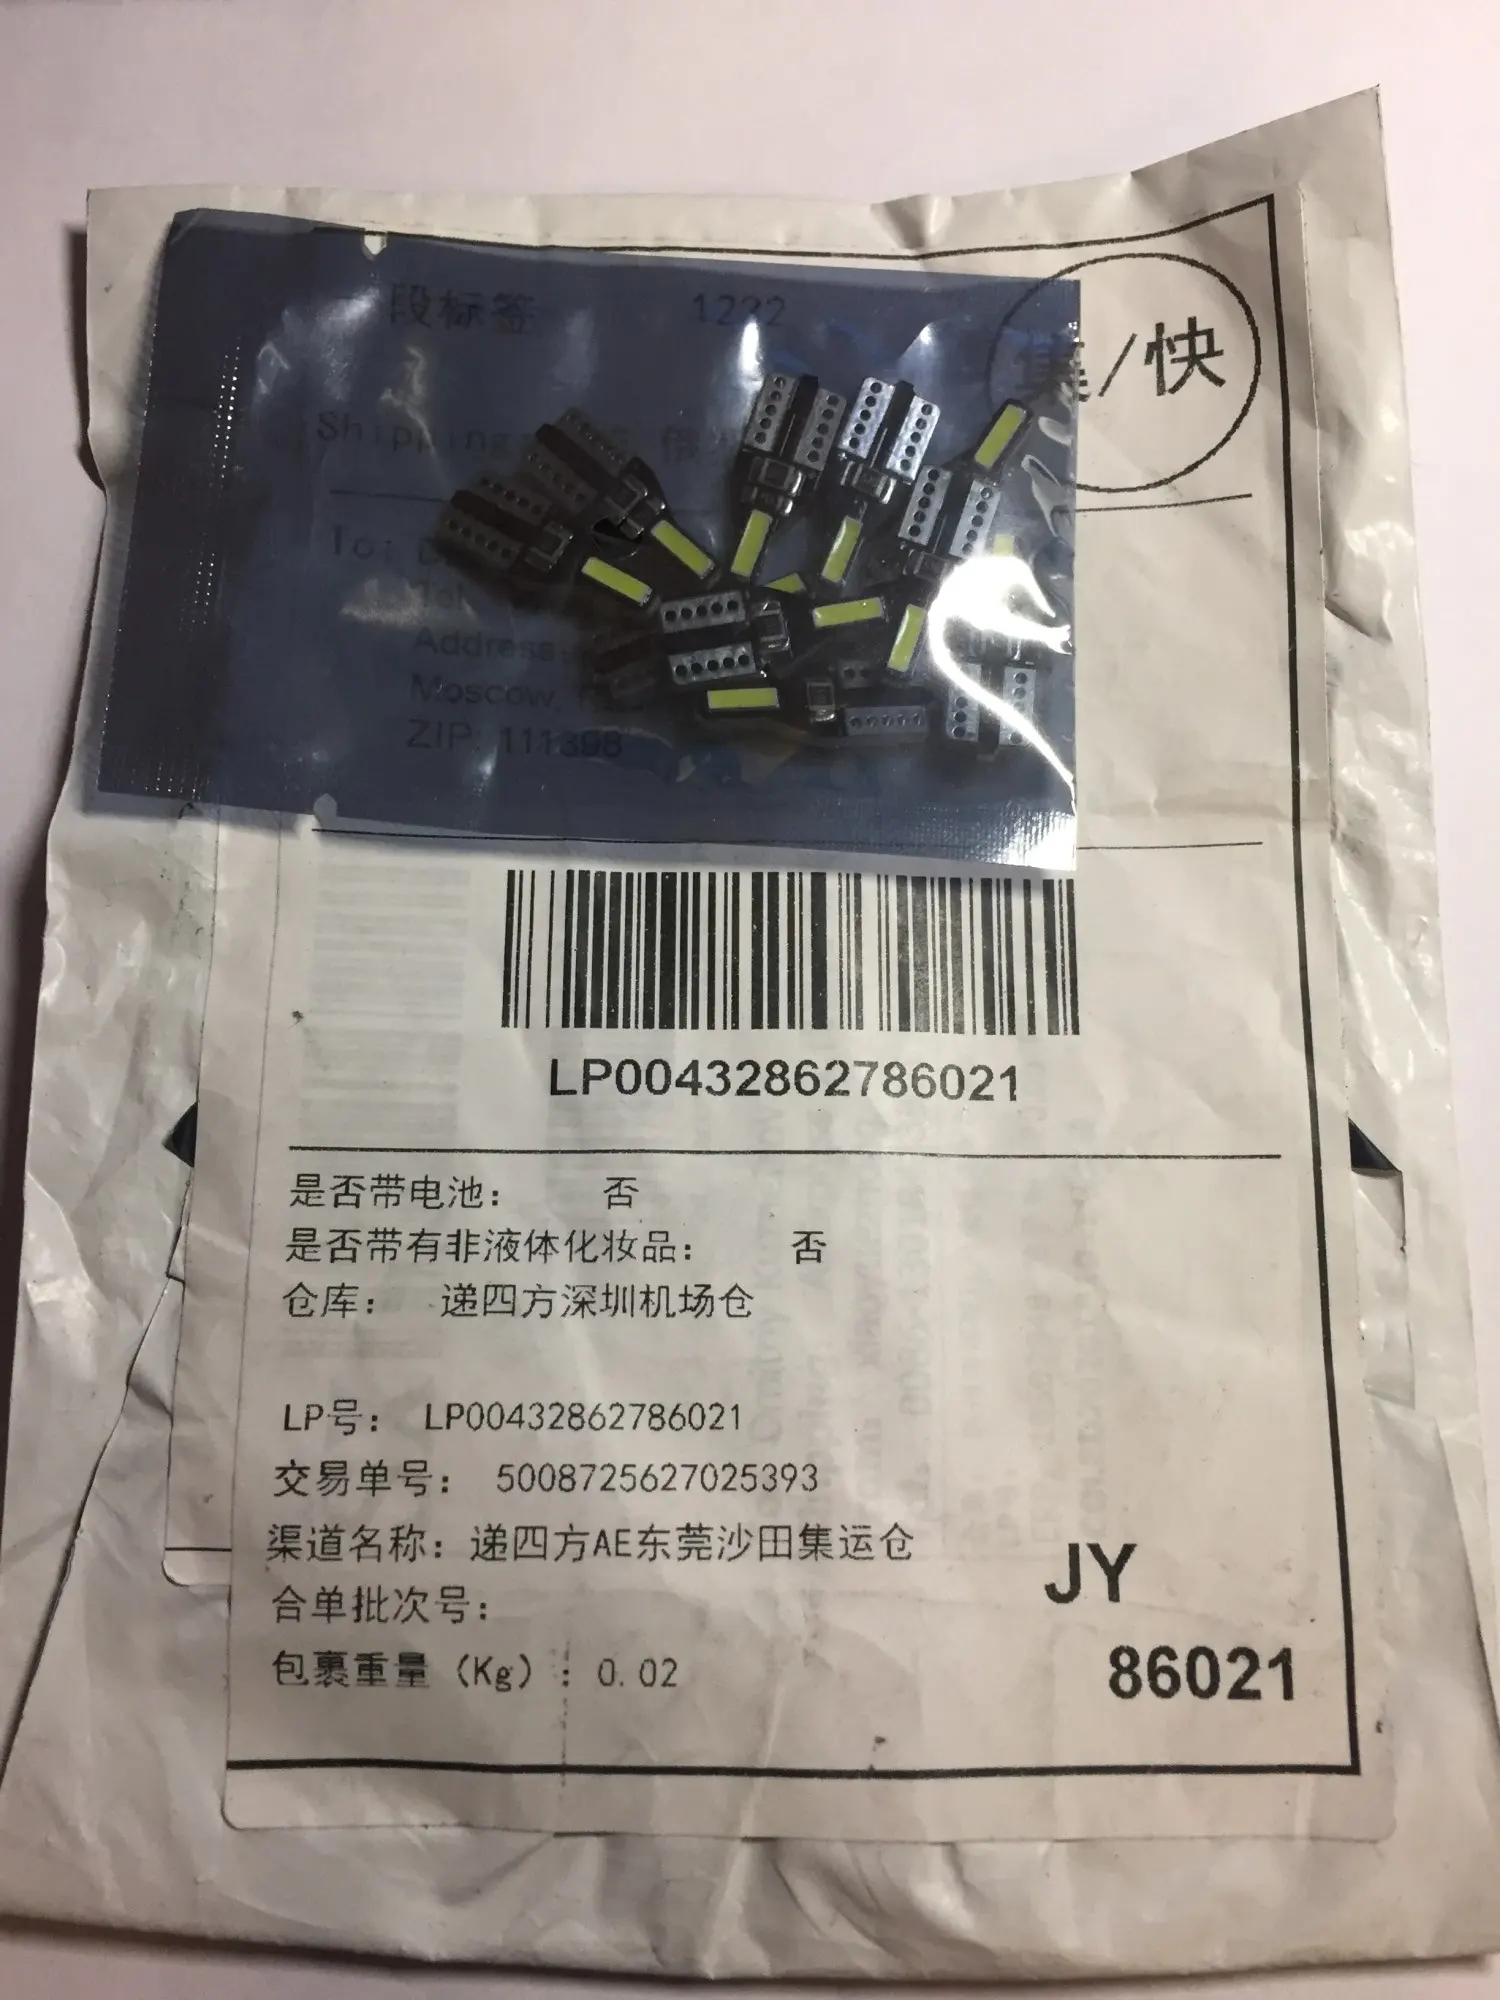 段标签 1222
集/快
Shipping
To:
Tel
Address
Moscow,
ZIP: 111398
LP00432862786021
是否带电池： 否
是否带有非液体化妆品： 否
仓库： 递四方深圳机场仓
LP号： LP00432862786021
交易单号： 5008725627025393
渠道名称：递四方AE东莞沙田集运仓
JY
合单批次号：
包裹重量（Kg）：0.02
86021